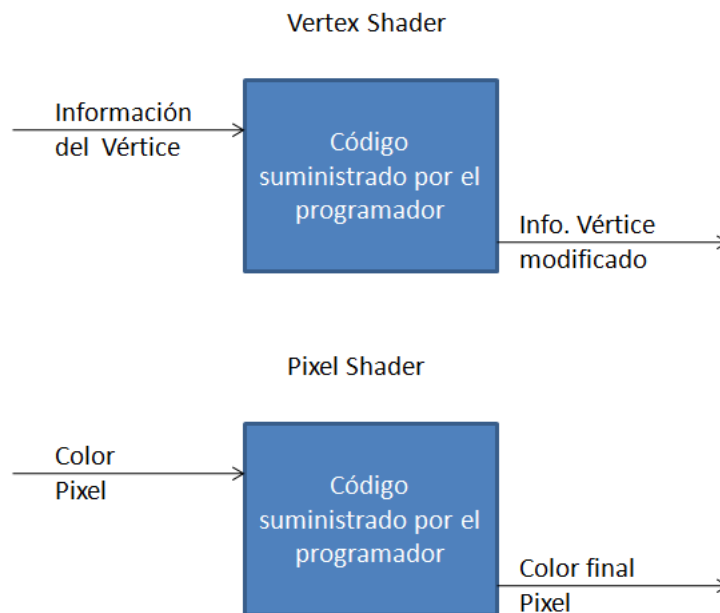 Vertex Shader
Información
del Vértice
Código
suministrado por el
programador
Info. Vértice
modificado
Pixel Shader
Color
Pixel
Código
suministrado por el
programador
Color final
Pixel